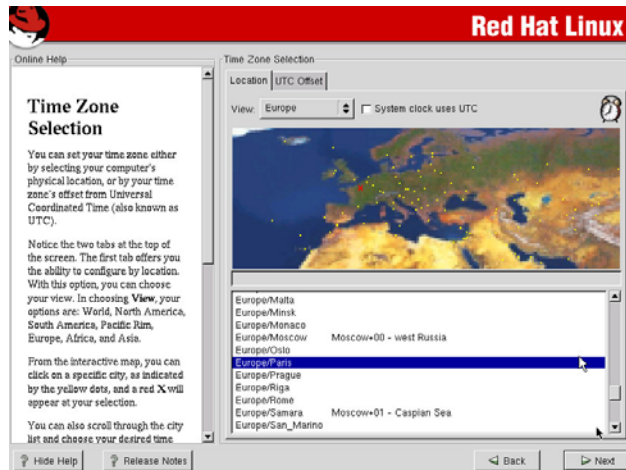 Red Hat Linux
Online Help
Time Zone
Selection
You can set your time zone either
by selecting your computer's
physical location, or by your time
zone's offset from Universal
Coordinated Time (also known as
UTC).
Notice the two tabs at the top of
the screen. The first tab offers you
the ability to configure by location.
With this option, you can choose
your view. In choosing View, your
options are: World, North America,
South America, Pacific Rim,
Europe, Africa, and Asia.
From the interactive map, you can
click on a specific city, as indicated
by the yellow dots, and a red X will
appear at your selection.
You can also scroll through the city
list and choose your desired time
Time Zone Selection
Location UTC Offset
View: Europe System clock uses UTC
Europe/Malta
Europe/Minsk
Europe/Monaco
Europe/Moscow Moscow+00 - west Russia
Europe/Oslo
Europe/Paris
Europe/Prague
Europe/Riga
Europe/Rome
Europe/Samara Moscow+01 - Caspian Sea
Europe/San_Marino
Hide Help Release Notes Back Next